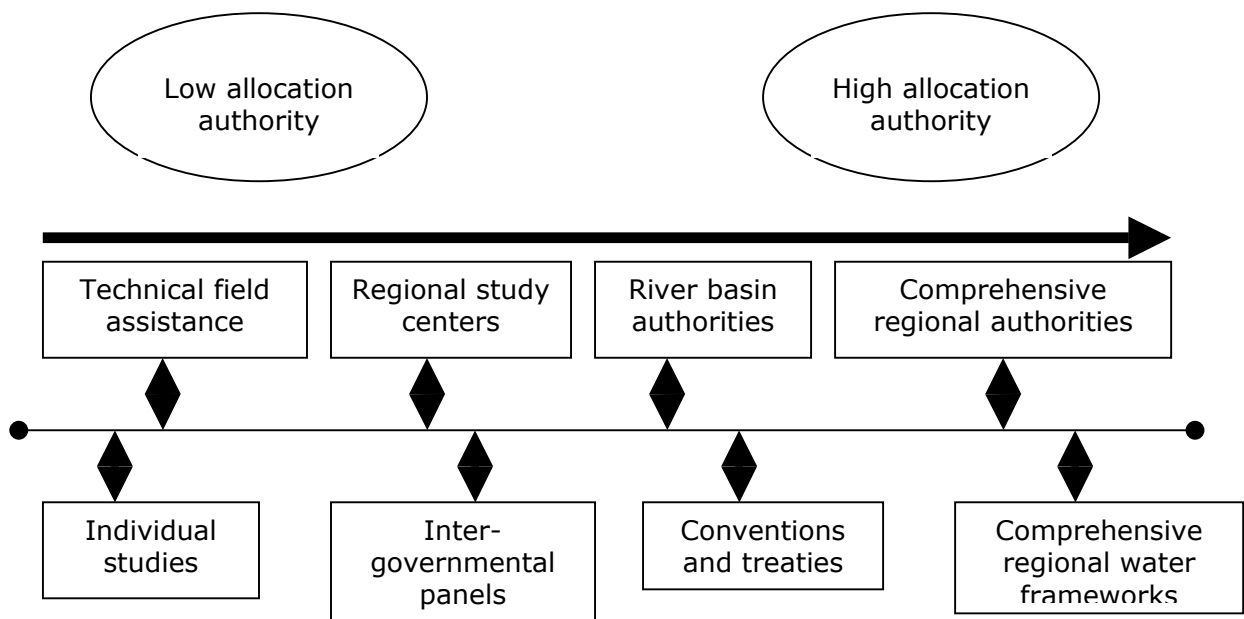 Low allocation
authority
High allocation
authority
Technical field
assistance
Regional study
centers
River basin
authorities
Comprehensive
regional authorities
Individual
studies
Inter-
governmental
panels
Conventions
and treaties
Comprehensive
regional water
frameworks